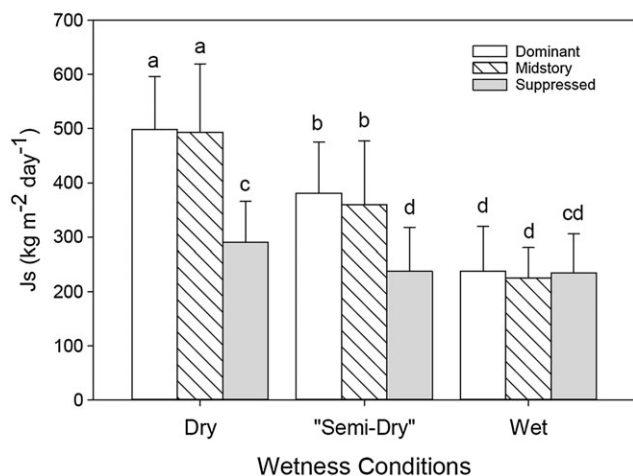 700
600
500
400
300
200
100
0
Js (kg m⁻² day⁻¹)
Dominant
Midstory
Suppressed
a a c b b d d d cd
Dry "Semi-Dry" Wet
Wetness Conditions